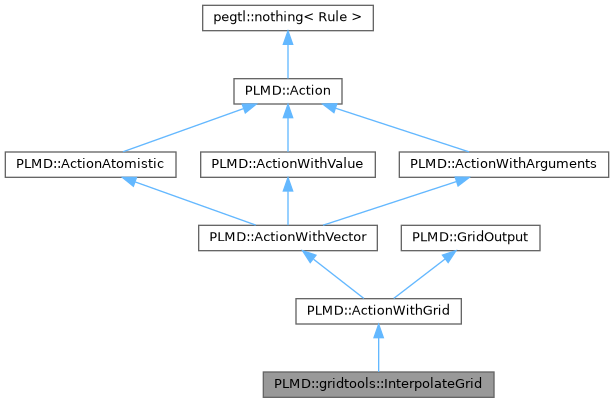 pegtl::nothing< Rule >
PLMD::Action
PLMD::ActionAtomistic
PLMD::ActionWithValue
PLMD::ActionWithArguments
PLMD::ActionWithVector
PLMD::GridOutput
PLMD::ActionWithGrid
PLMD::gridtools::InterpolateGrid